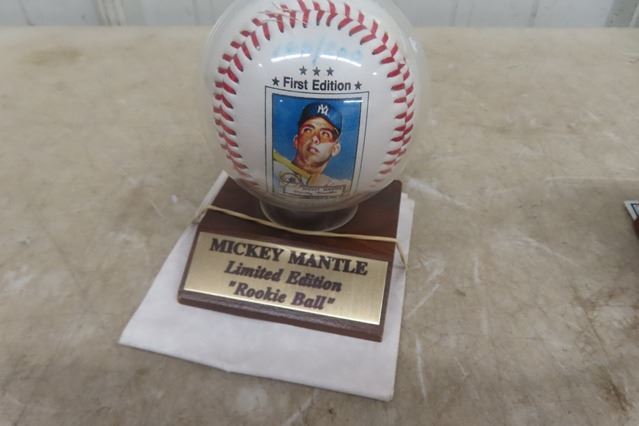 ★ ★ ★
★ First Edition ★
NY
MICKEY MANTLE
Limited Edition
"Rookie Ball"